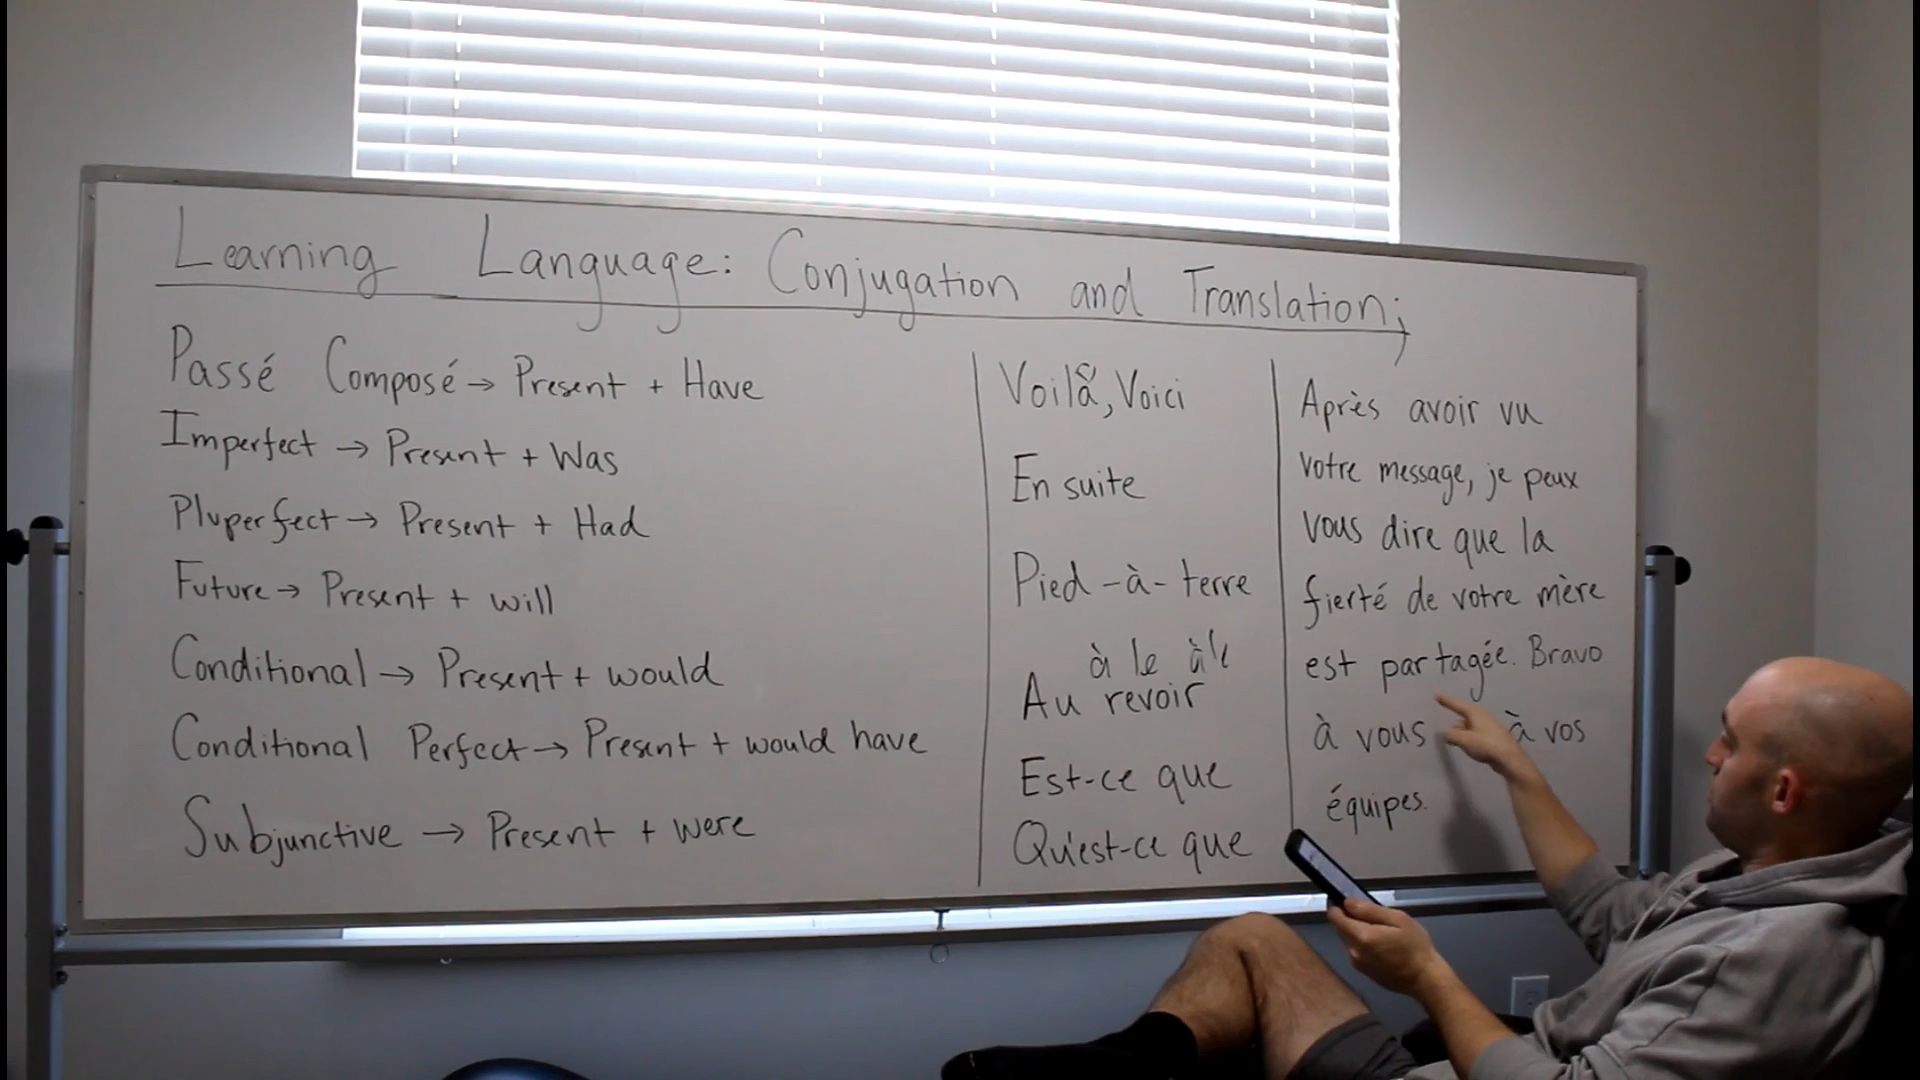 Learning Language: Conjugation and Translation;
Passé Composé → Present + Have
Imperfect → Present + Was
Pluperfect → Present + Had
Future → Present + will
Conditional → Present + would
Conditional Perfect → Present + would have
Subjunctive → Present + were
Voilà, Voici
En suite
Pied-à-terre
à le
Au revoir
Est-ce que
Qu'est-ce que
Après avoir vu
votre message, je peux
vous dire que la
fierté de votre mère
est partagée. Bravo
à vous à vos
équipes.